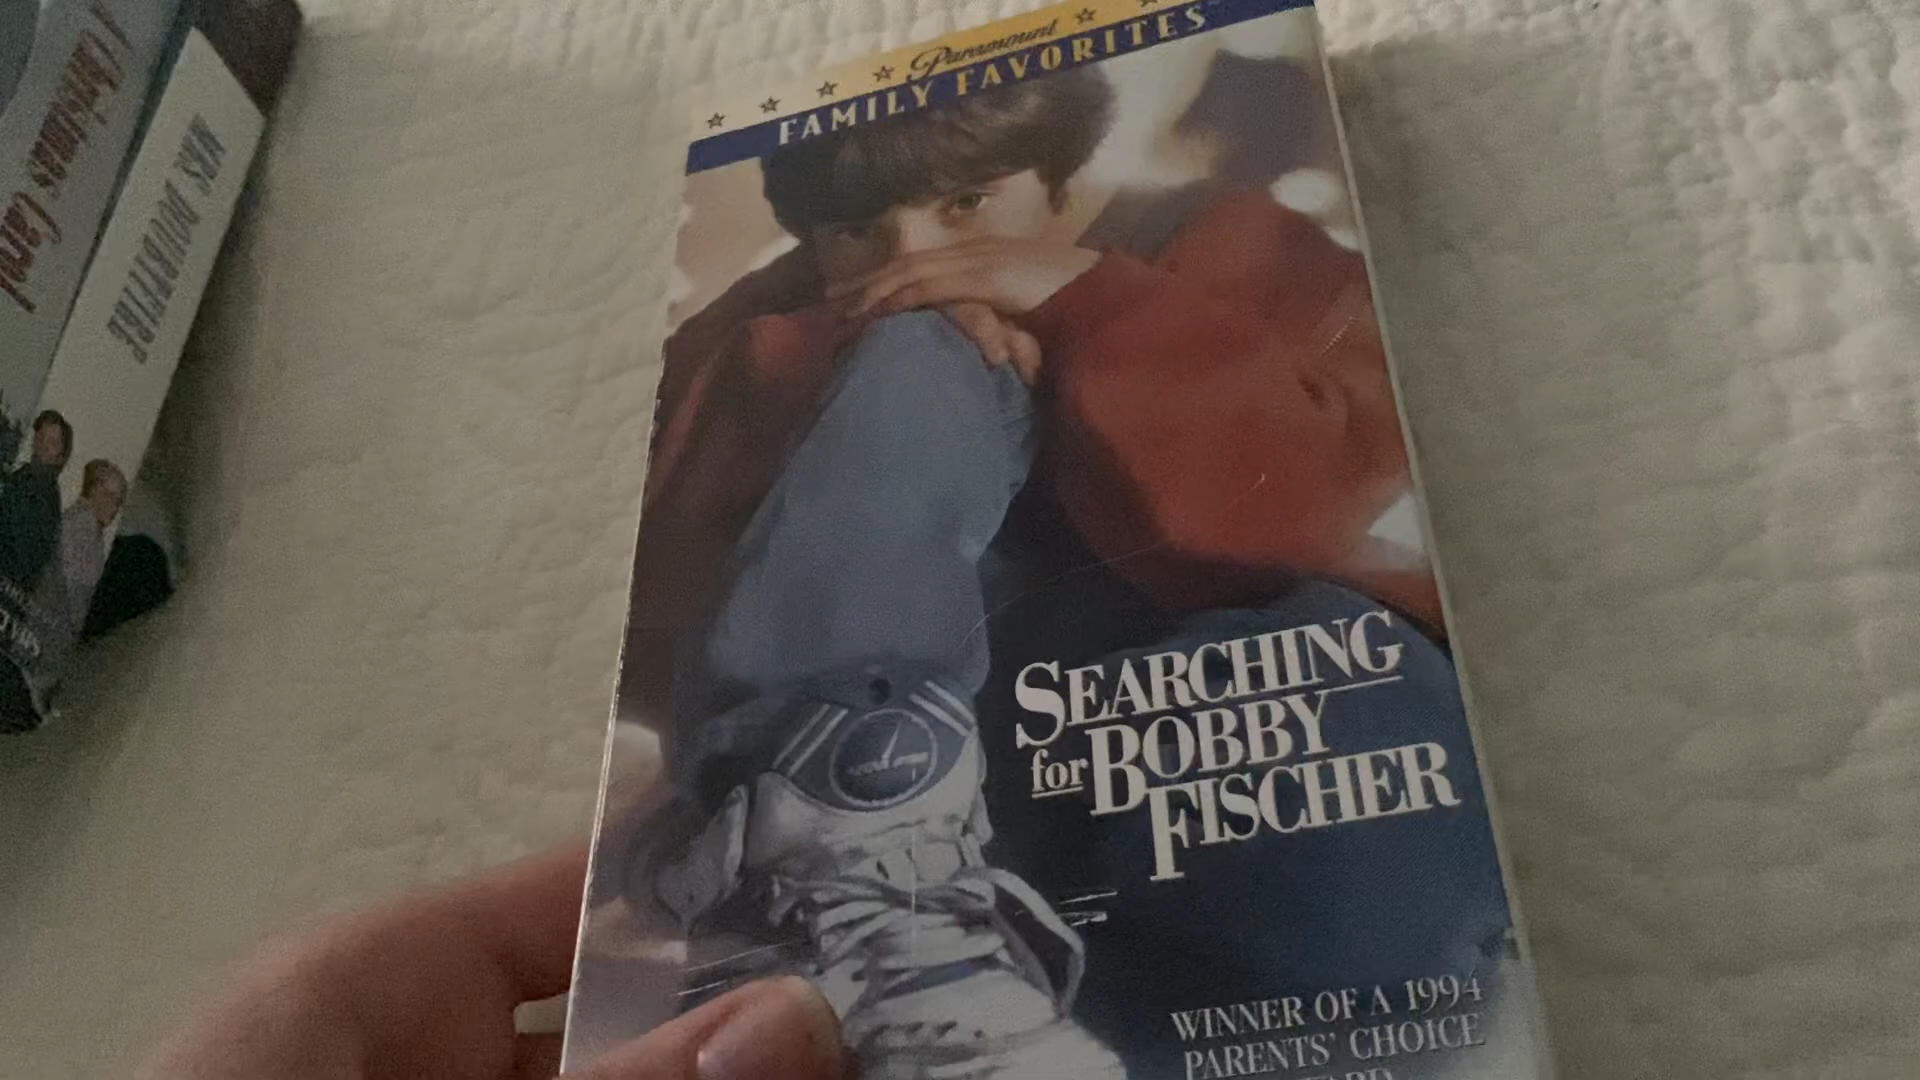 Paramount
FAMILY FAVORITES
SEARCHING
for BOBBY
FISCHER
WINNER OF A 1994
PARENTS' CHOICE
A Christmas Carol
MRS. DOUBTFIRE